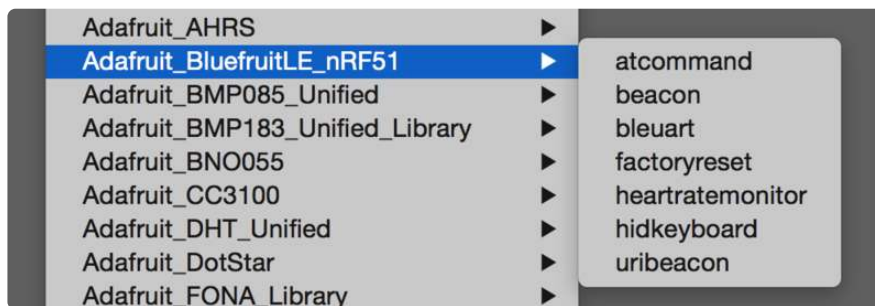 Adafruit_AHRS
Adafruit_BluefruitLE_nRF51
Adafruit_BMP085_Unified
Adafruit_BMP183_Unified_Library
Adafruit_BNO055
Adafruit_CC3100
Adafruit_DHT_Unified
Adafruit_DotStar
Adafruit_FONA_Library
atcommand
beacon
bleuart
factoryreset
heartratemonitor
hidkeyboard
uribeacon